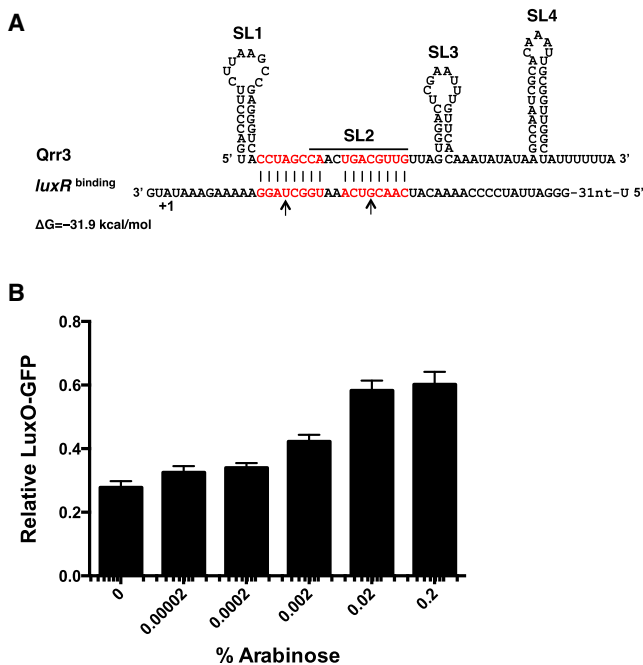 A
SL1
SL3
SL4
SL2
Qrr3
5' UACCUAGCCAACUGACGUUGUUAGCAAAUAUAUAAUAUUUUUUA 3'
luxR binding
3' GUAUAAAGAAAAAGGAUCGGUAAACUGCAACUACAAAACCCCUAUUAGGG-31nt-U 5'
+1
ΔG=−31.9 kcal/mol
B
Relative LuxO-GFP
0.8
0.6
0.4
0.2
0.0
0
0.00002
0.0002
0.002
0.02
0.2
% Arabinose